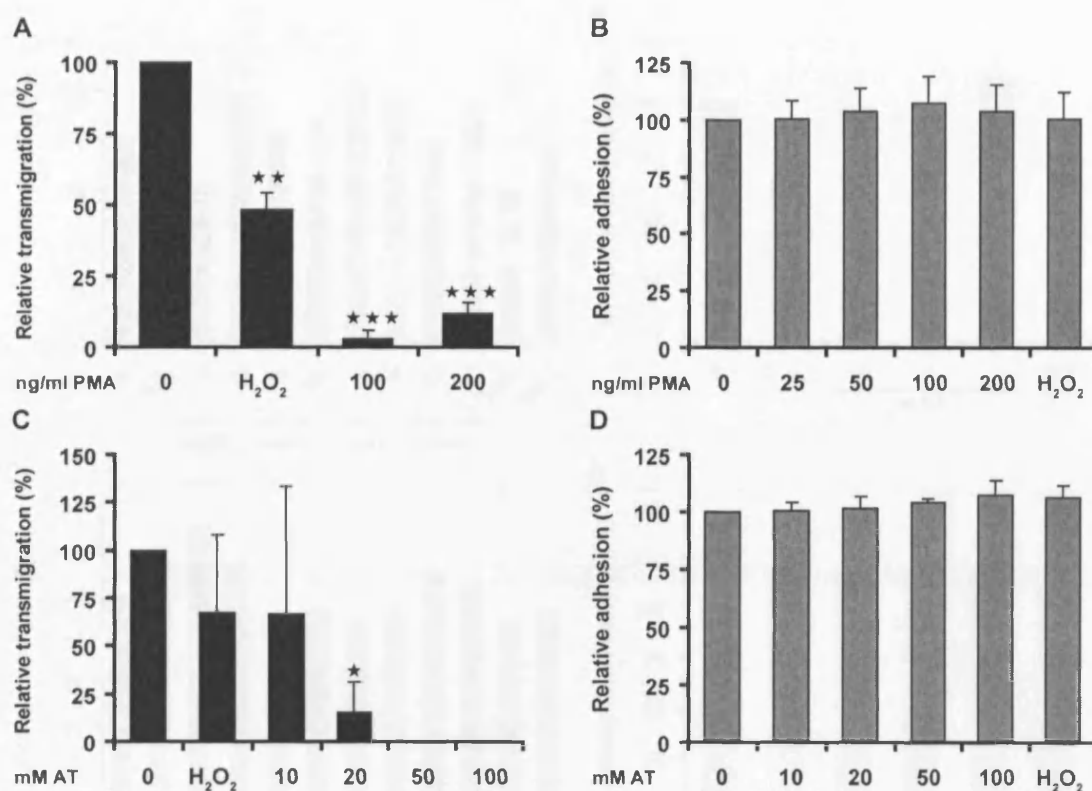 A
Relative transmigration (%)
100
75
50
25
0
★★
★★★
★★★
ng/ml PMA 0 H₂O₂ 100 200
B
Relative adhesion (%)
125
100
75
50
25
0
ng/ml PMA 0 25 50 100 200 H₂O₂
C
Relative transmigration (%)
150
125
100
75
50
25
0
★
mM AT 0 H₂O₂ 10 20 50 100
D
Relative adhesion (%)
125
100
75
50
25
0
mM AT 0 10 20 50 100 H₂O₂